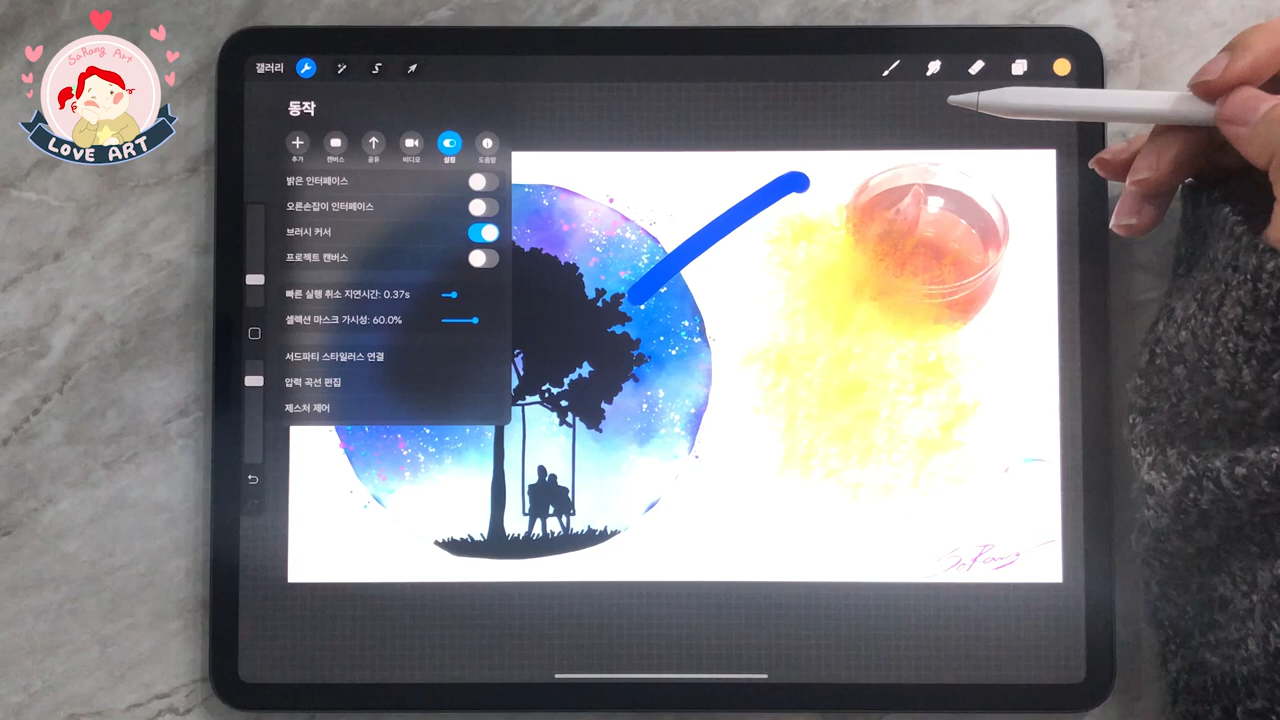 SaRang Art
LOVE ART
갤러리
동작
추가
캔버스
공유
비디오
설정
도움말
밝은 인터페이스
오른손잡이 인터페이스
브러시 커서
프로젝트 캔버스
빠른 실행 취소 지연시간: 0.37s
셀렉션 마스크 가시성: 60.0%
서드파티 스타일러스 연결
압력 곡선 편집
제스처 제어
SaRang